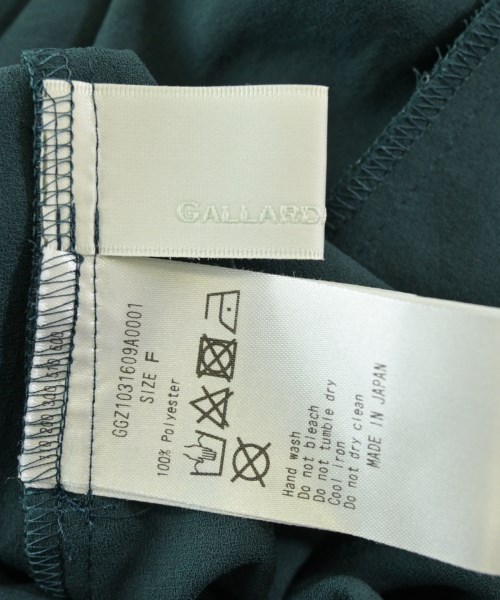 GALLARD
GGZ1031609A0001
SIZE F
100% Polyester
Hand wash
Do not bleach
Do not tumble dry
Cool iron
Do not dry clean
MADE IN JAPAN